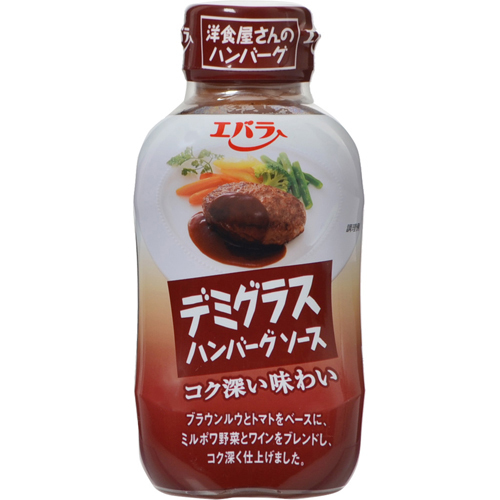 洋食屋さんの
ハンバーグ
エバラ
デミグラス
ハンバーグソース
コク深い味わい
ブラウンルウとトマトをベースに、
ミルポワ野菜とワインをブレンドし、
コク深く仕上げました。